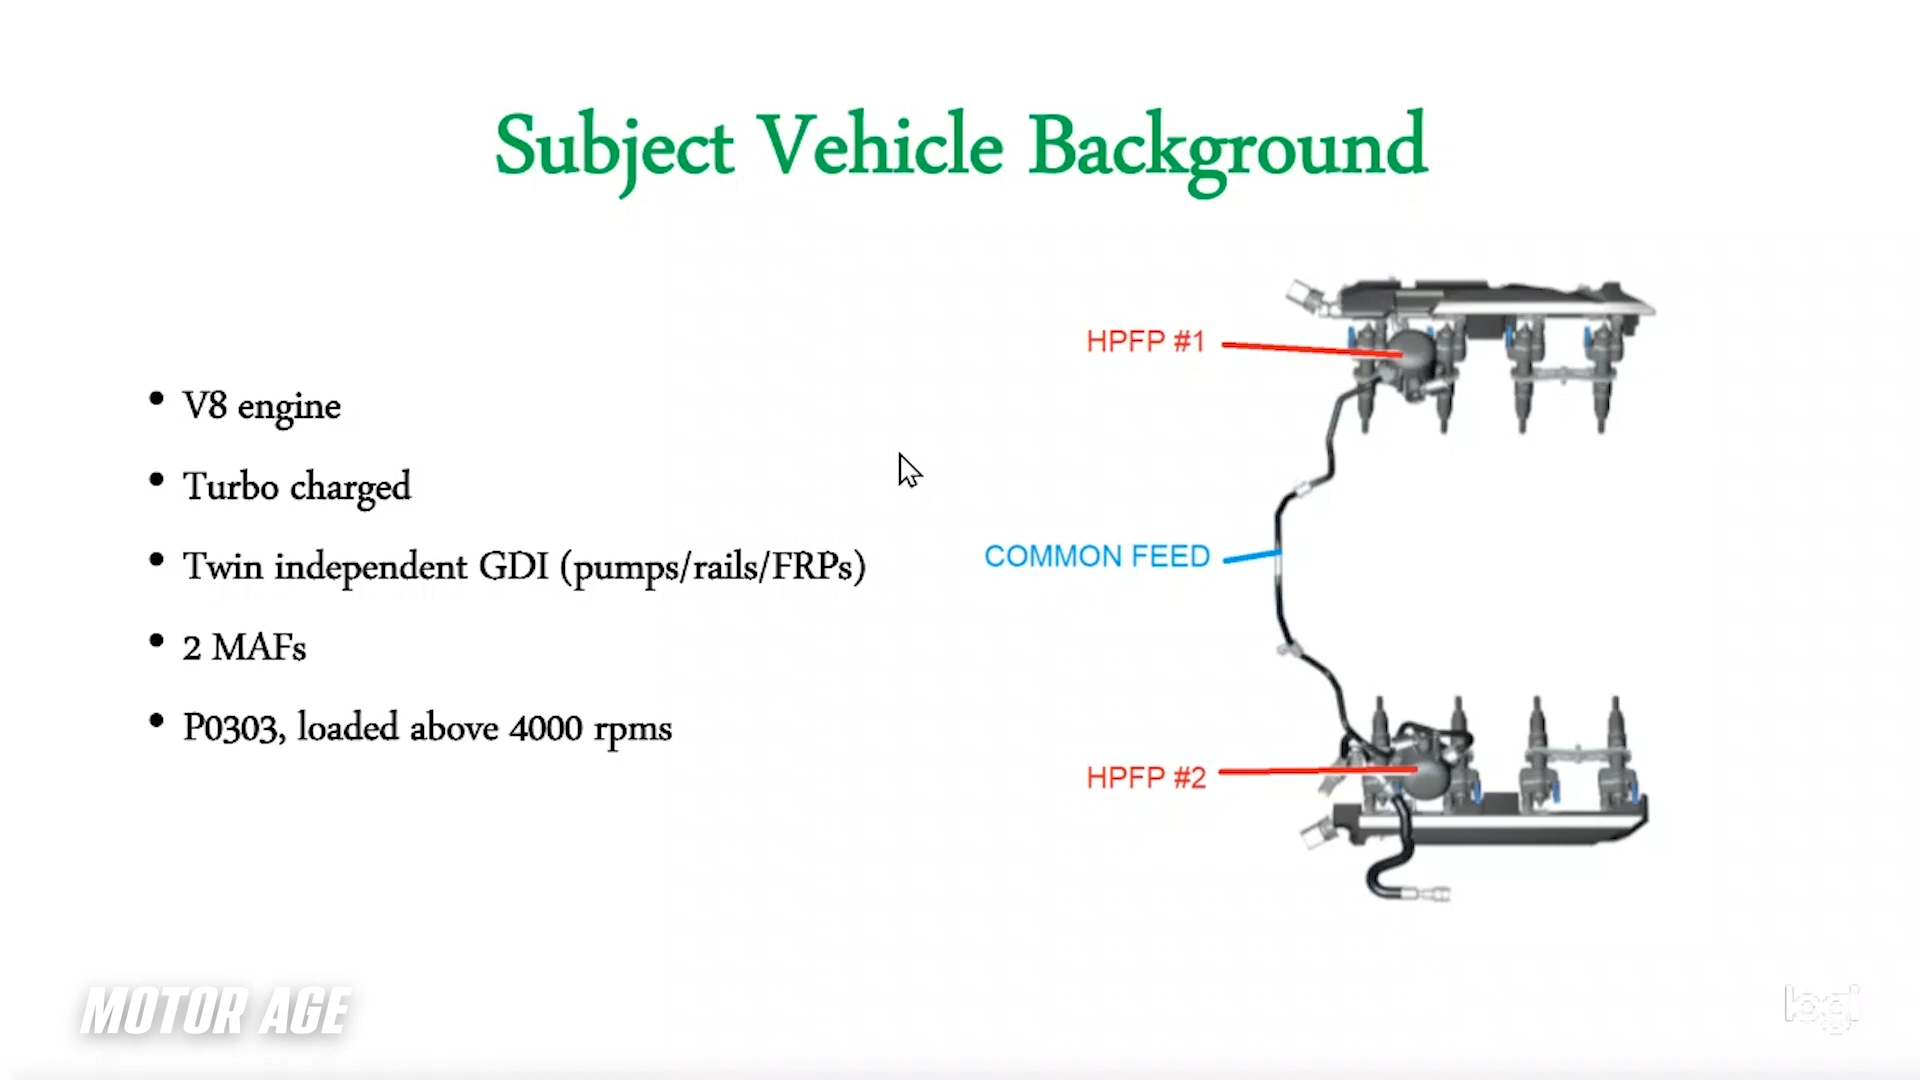 Subject Vehicle Background
• V8 engine
• Turbo charged
• Twin independent GDI (pumps/rails/FRPs)
• 2 MAFs
• P0303, loaded above 4000 rpms
HPFP #1
COMMON FEED
HPFP #2
MOTOR AGE
logi